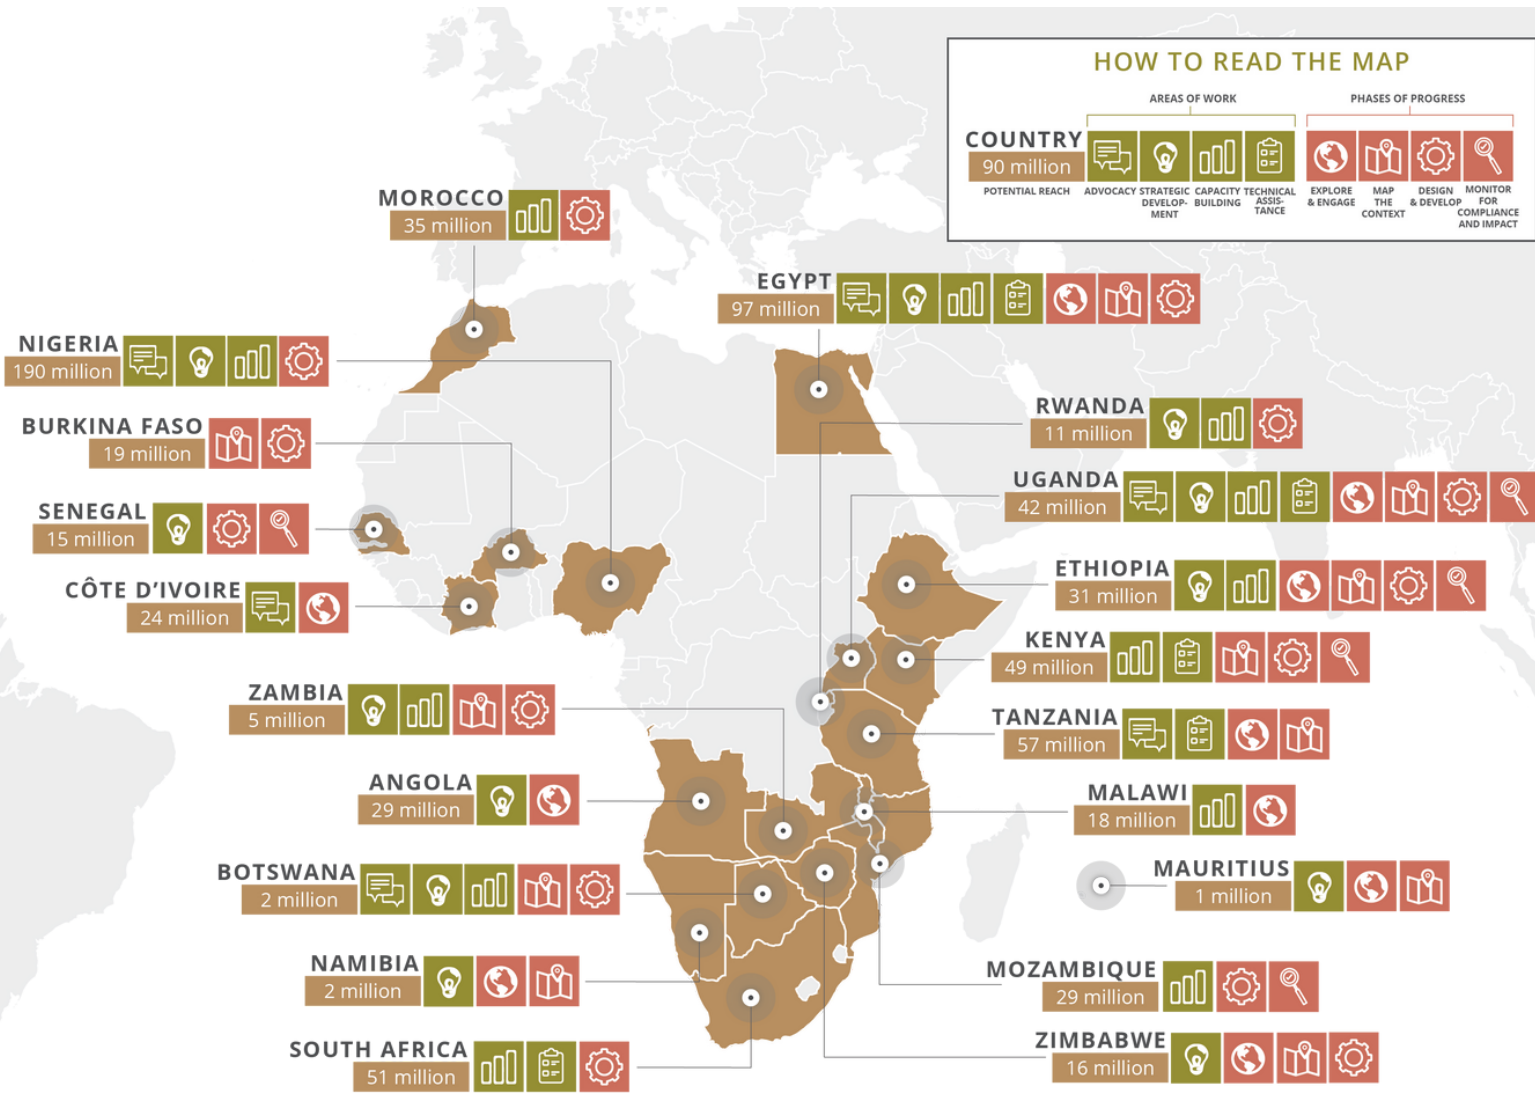 HOW TO READ THE MAP
AREAS OF WORK
PHASES OF PROGRESS
COUNTRY
90 million
POTENTIAL REACH
ADVOCACY
STRATEGIC
DEVELOP-
MENT
CAPACITY
BUILDING
TECHNICAL
ASSIS-
TANCE
EXPLORE
& ENGAGE
MAP
THE
CONTEXT
DESIGN
& DEVELOP
MONITOR
FOR
COMPLIANCE
AND IMPACT
MOROCCO
35 million
EGYPT
97 million
NIGERIA
190 million
RWANDA
11 million
BURKINA FASO
19 million
UGANDA
42 million
SENEGAL
15 million
ETHIOPIA
31 million
CÔTE D’IVOIRE
24 million
KENYA
49 million
ZAMBIA
5 million
TANZANIA
57 million
ANGOLA
29 million
MALAWI
18 million
BOTSWANA
2 million
MAURITIUS
1 million
NAMIBIA
2 million
MOZAMBIQUE
29 million
SOUTH AFRICA
51 million
ZIMBABWE
16 million